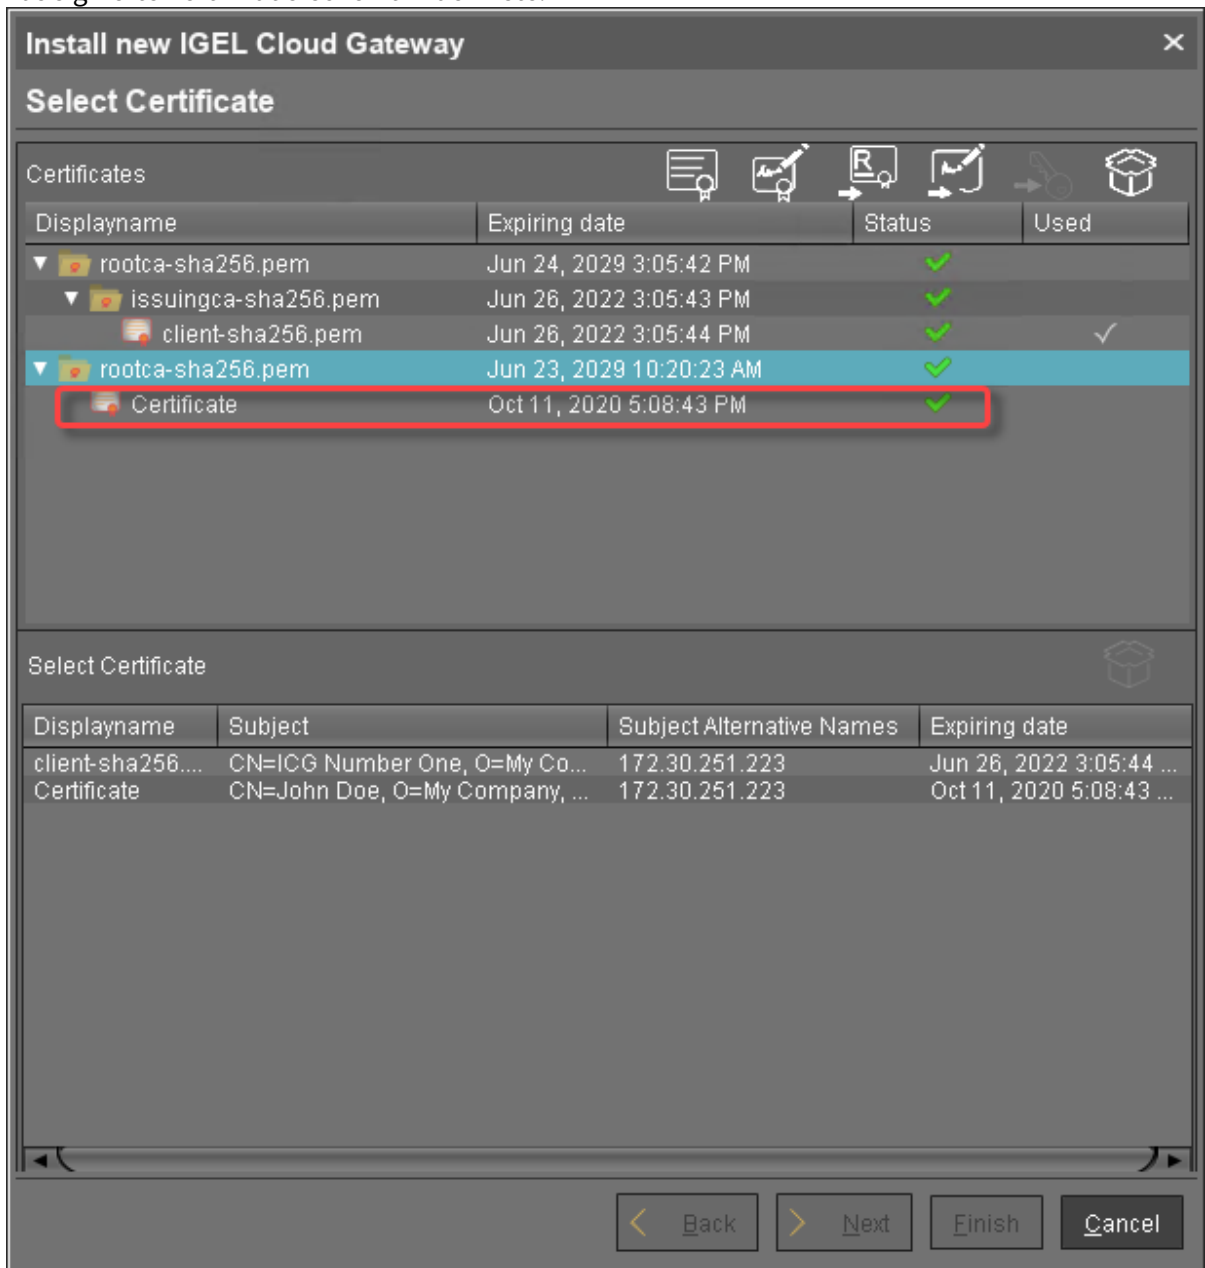 Install new IGEL Cloud Gateway
Select Certificate
Certificates
Displayname Expiring date Status Used
rootca-sha256.pem Jun 24, 2029 3:05:42 PM
issuingca-sha256.pem Jun 26, 2022 3:05:43 PM
client-sha256.pem Jun 26, 2022 3:05:44 PM
rootca-sha256.pem Jun 23, 2029 10:20:23 AM
Certificate Oct 11, 2020 5:08:43 PM
Select Certificate
Displayname Subject Subject Alternative Names Expiring date
client-sha256.... CN=ICG Number One, O=My Co... 172.30.251.223 Jun 26, 2022 3:05:44 ...
Certificate CN=John Doe, O=My Company, ... 172.30.251.223 Oct 11, 2020 5:08:43 ...
Back Next Finish Cancel